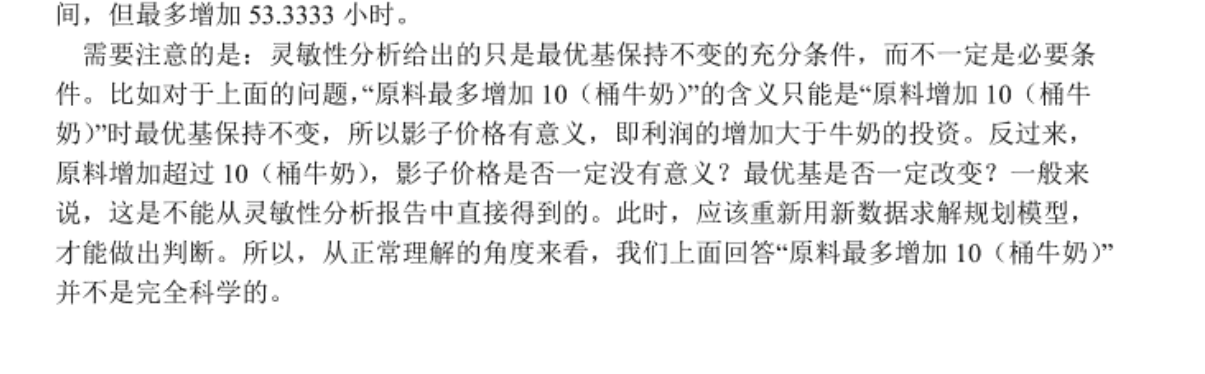 间，但最多增加 53.3333 小时。
需要注意的是：灵敏性分析给出的只是最优基保持不变的充分条件，而不一定是必要条
件。比如对于上面的问题，“原料最多增加 10（桶牛奶）”的含义只能是“原料增加 10（桶牛
奶）”时最优基保持不变，所以影子价格有意义，即利润的增加大于牛奶的投资。反过来，
原料增加超过 10（桶牛奶），影子价格是否一定没有意义？最优基是否一定改变？一般来
说，这是不能从灵敏性分析报告中直接得到的。此时，应该重新用新数据求解规划模型，
才能做出判断。所以，从正常理解的角度来看，我们上面回答“原料最多增加 10（桶牛奶）”
并不是完全科学的。